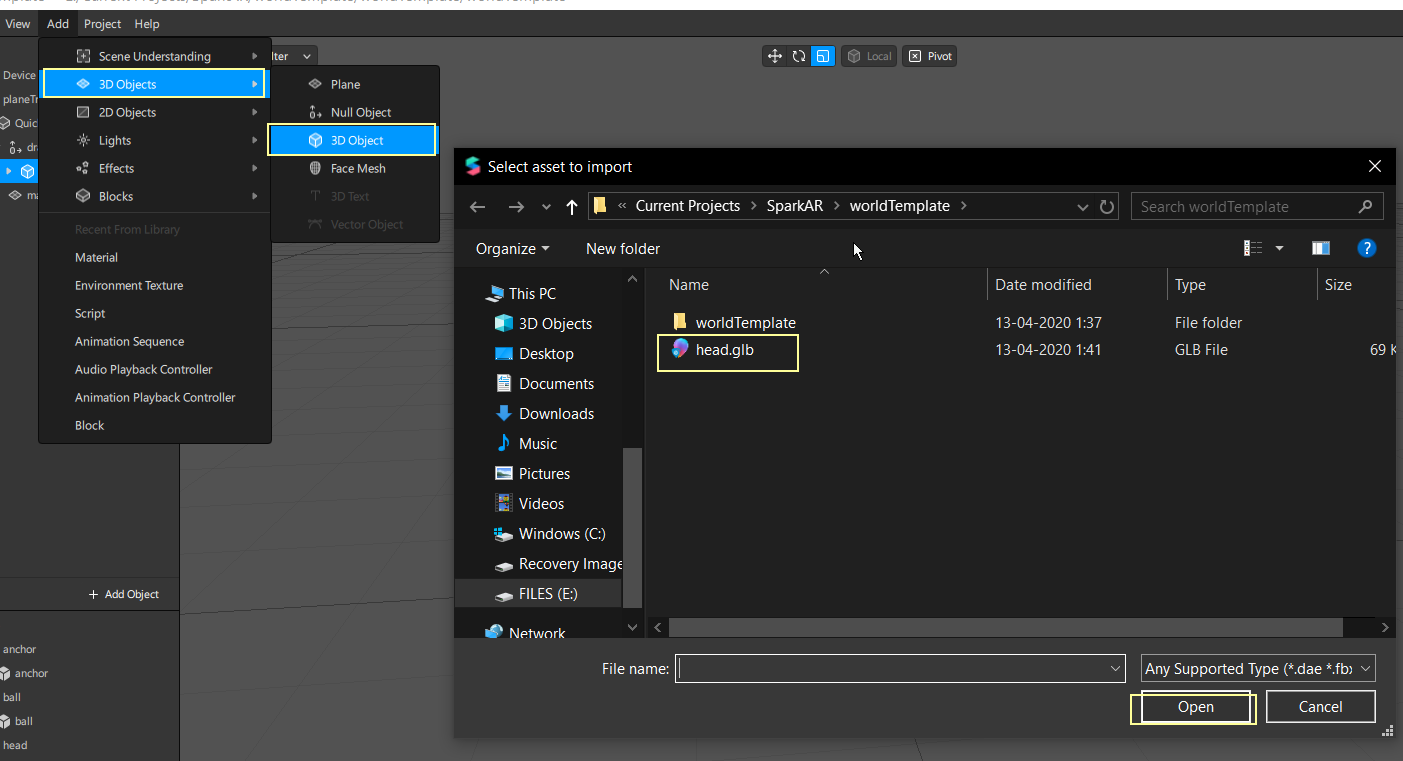 View Add Project Help
Scene Understanding
3D Objects
2D Objects
Lights
Effects
Blocks
Recent From Library
Material
Environment Texture
Script
Animation Sequence
Audio Playback Controller
Animation Playback Controller
Block
Plane
Null Object
3D Object
Face Mesh
3D Text
Vector Object
Device
Local
Pivot
+ Add Object
anchor
anchor
ball
ball
head
Select asset to import
« Current Projects > SparkAR > worldTemplate >
Search worldTemplate
Organize
New folder
This PC
3D Objects
Desktop
Documents
Downloads
Music
Pictures
Videos
Windows (C:)
Recovery Image
FILES (E:)
Network
Name Date modified Type Size
worldTemplate 13-04-2020 1:37 File folder
head.glb 13-04-2020 1:41 GLB File 69 K
File name:
Any Supported Type (*.dae *.fbx
Open
Cancel